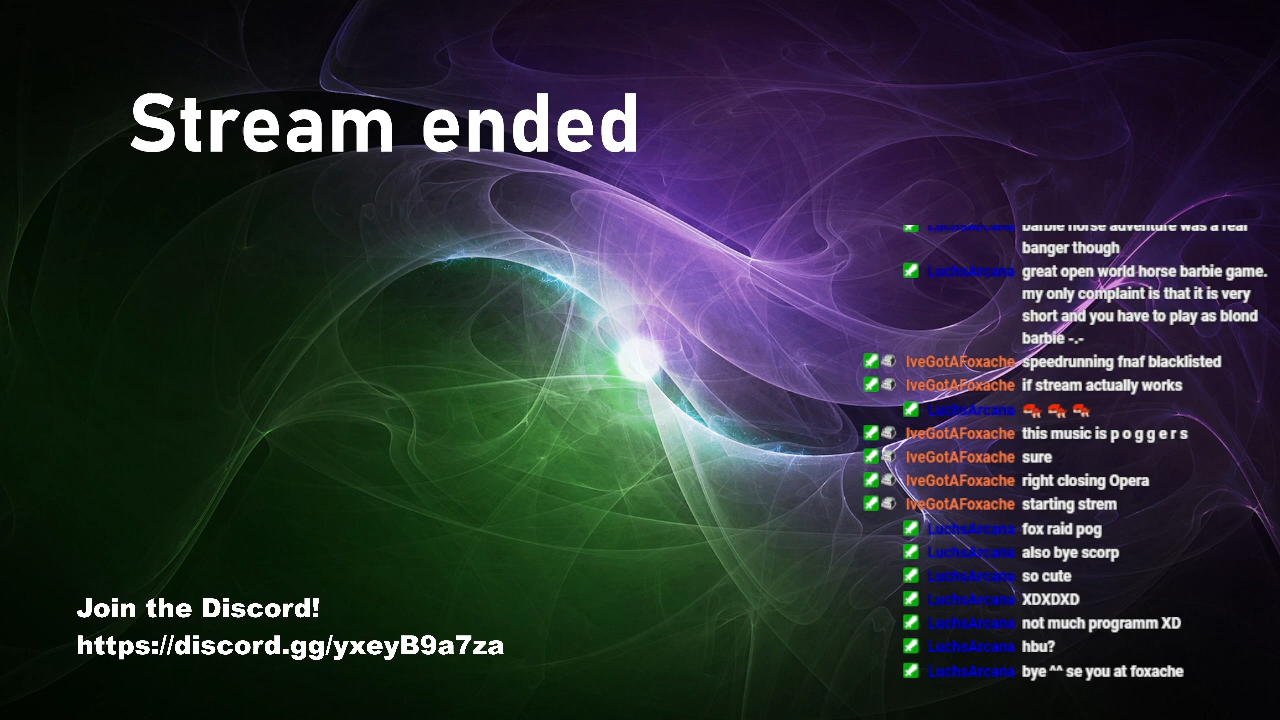 Stream ended
LuchsArcana barbie horse adventure was a real
banger though
LuchsArcana great open world horse barbie game.
my only complaint is that it is very
short and you have to play as blond
barbie -.-
IveGotAFoxache speedrunning fnaf blacklisted
IveGotAFoxache if stream actually works
LuchsArcana
IveGotAFoxache this music is p o g g e r s
IveGotAFoxache sure
IveGotAFoxache right closing Opera
IveGotAFoxache starting strem
LuchsArcana fox raid pog
LuchsArcana also bye scorp
LuchsArcana so cute
LuchsArcana XDXDXD
LuchsArcana not much programm XD
LuchsArcana hbu?
LuchsArcana bye ^^ se you at foxache
Join the Discord!
https://discord.gg/yxeyB9a7za